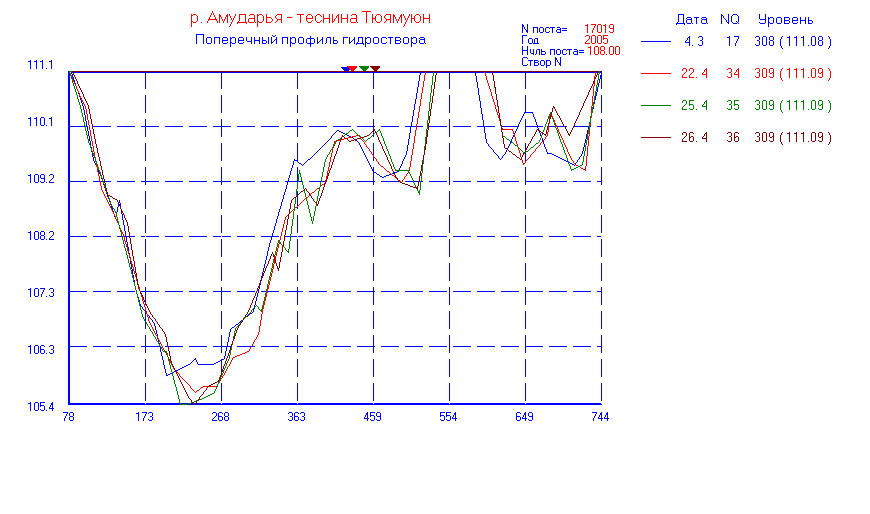 р. Амударья - теснина Тюямуюн
Поперечный профиль гидроствора
N поста= 17019
Год 2005
Нчль поста= 108.00
Створ N
Дата NQ Уровень
4. 3 17 308 ( 111.08 )
22. 4 34 309 ( 111.09 )
25. 4 35 309 ( 111.09 )
26. 4 36 309 ( 111.09 )
111.1
110.1
109.2
108.2
107.3
106.3
105.4
78 173 268 363 459 554 649 744